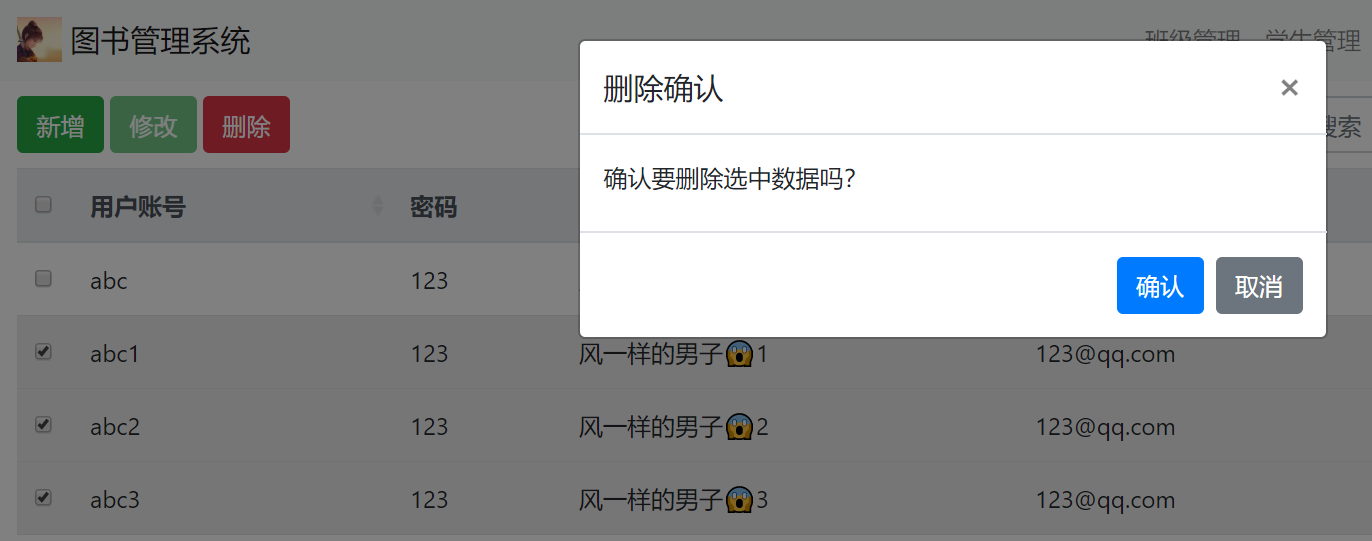 图书管理系统
班级管理 学生管理
删除确认 ×
新增 修改 删除
搜索
确认要删除选中数据吗?
用户账号 密码
确认 取消
abc 123
abc1 123 风一样的男子😱1 123@qq.com
abc2 123 风一样的男子😱2 123@qq.com
abc3 123 风一样的男子😱3 123@qq.com